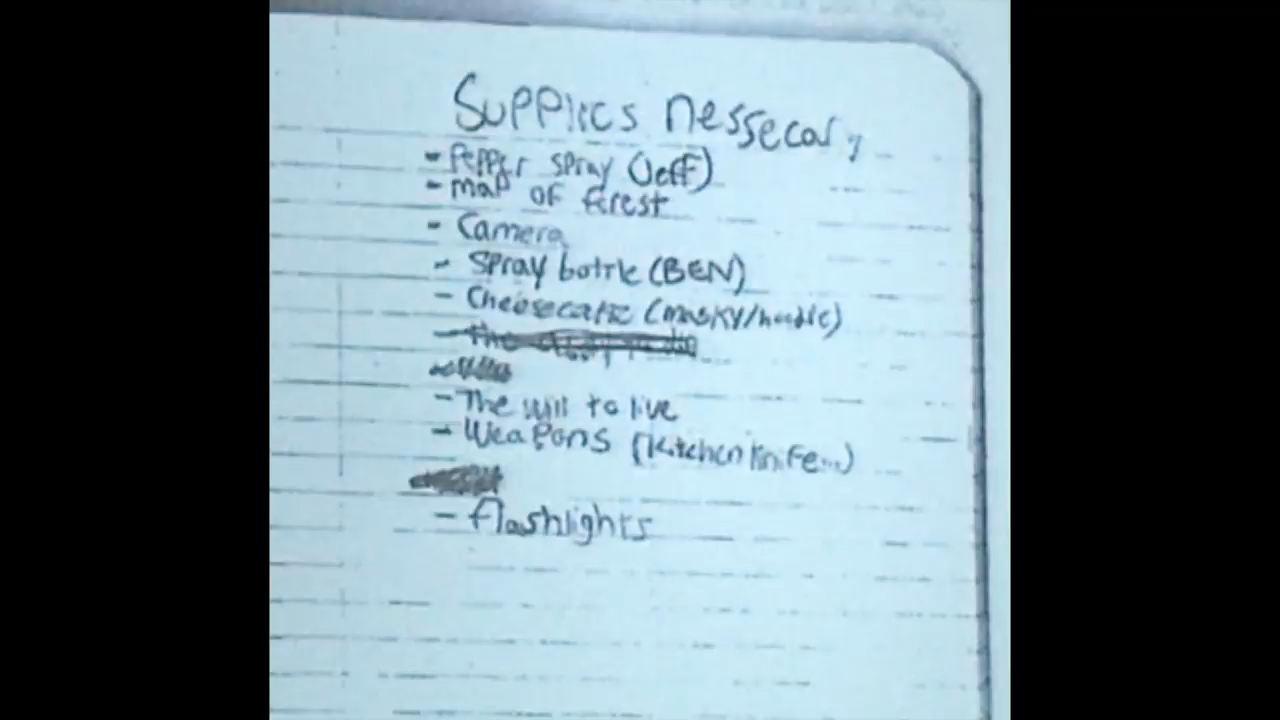 Supplies nessecary
- Pepper spray (Jeff)
- map of forest
- Camera
- Spray bottle (BEN)
- Cheesecake (masky/hoodie)
- The
- The will to live
- Weapons (kitchen knife...)
- flashlights